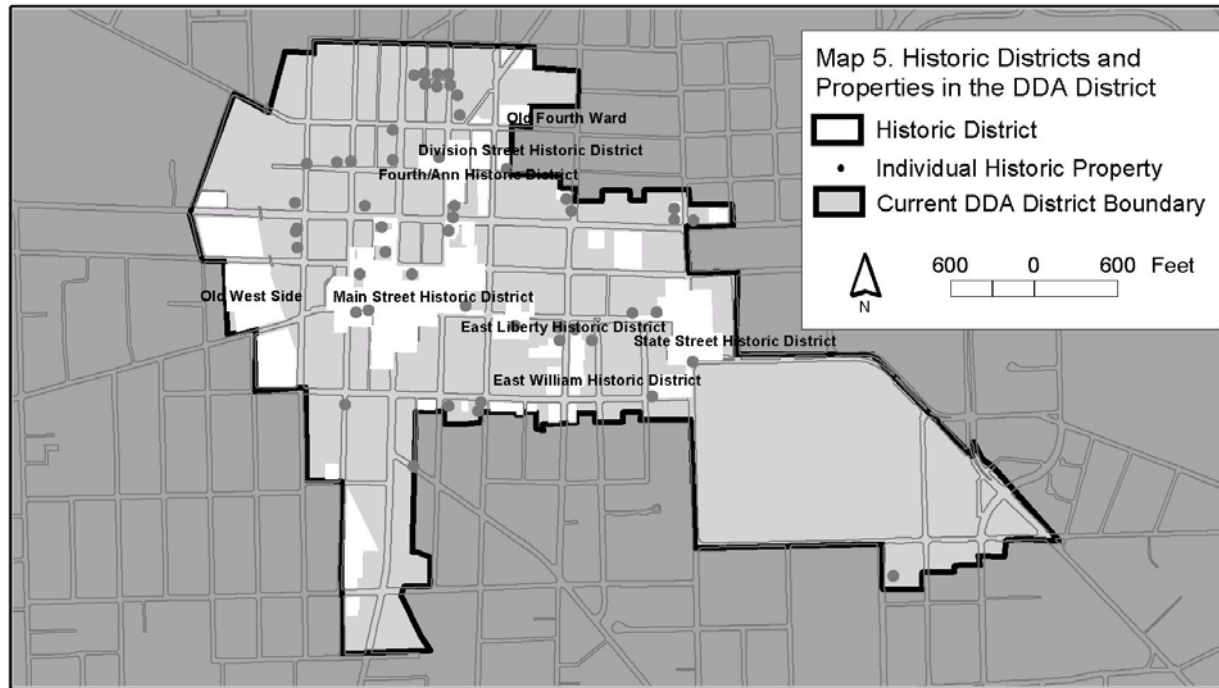 Map 5. Historic Districts and
Properties in the DDA District
Historic District
Individual Historic Property
Current DDA District Boundary
N
600 0 600 Feet
Old Fourth Ward
Division Street Historic District
Fourth/Ann Historic District
Old West Side
Main Street Historic District
East Liberty Historic District
State Street Historic District
East William Historic District